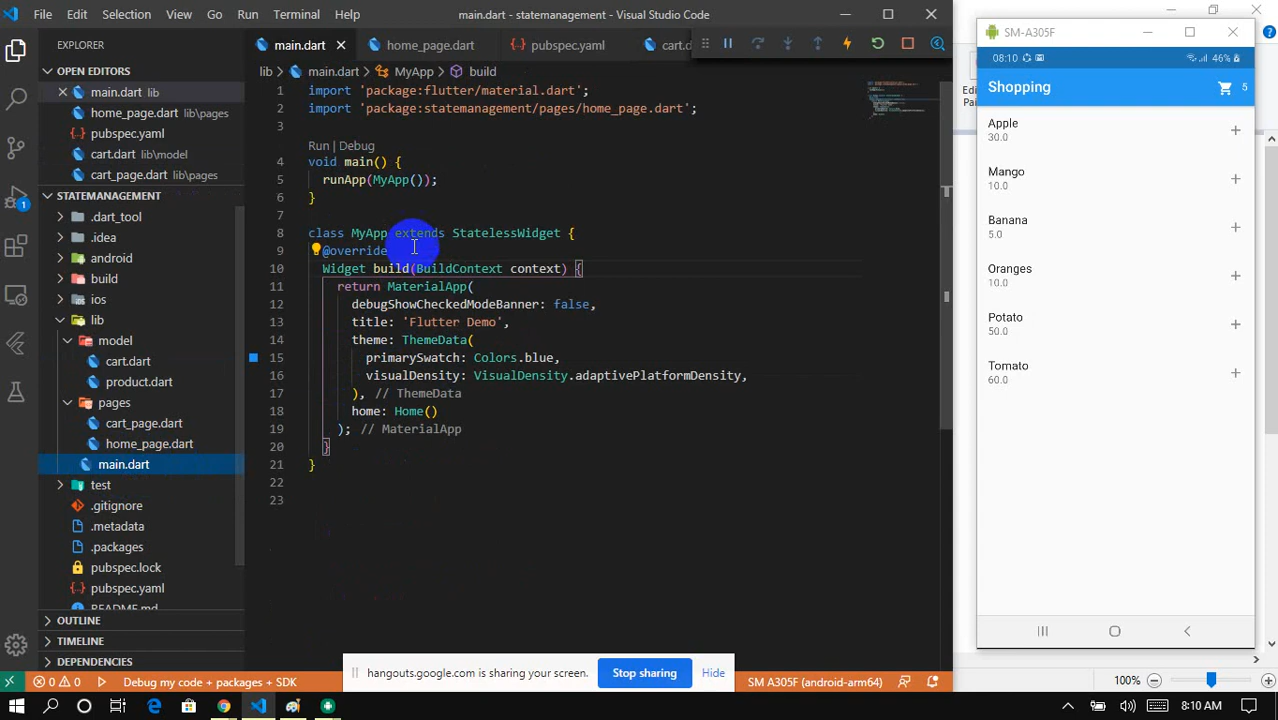 File Edit Selection View Go Run Terminal Help
main.dart - statemanagement - Visual Studio Code
EXPLORER
OPEN EDITORS
main.dart lib
home_page.dart lib\pages
pubspec.yaml
cart.dart lib\model
cart_page.dart lib\pages
STATEMANAGEMENT
.dart_tool
.idea
android
build
ios
lib
model
cart.dart
product.dart
pages
cart_page.dart
home_page.dart
main.dart
test
.gitignore
.metadata
.packages
pubspec.lock
pubspec.yaml
README.md
OUTLINE
TIMELINE
DEPENDENCIES
1
main.dart
home_page.dart
pubspec.yaml
cart.d
lib > main.dart > MyApp > build
1 import 'package:flutter/material.dart';
2 import 'package:statemanagement/pages/home_page.dart';
3
Run | Debug
4 void main() {
5 runApp(MyApp());
6 }
7
8 class MyApp extends StatelessWidget {
9 @override
10 Widget build(BuildContext context) {
11 return MaterialApp(
12 debugShowCheckedModeBanner: false,
13 title: 'Flutter Demo',
14 theme: ThemeData(
15 primarySwatch: Colors.blue,
16 visualDensity: VisualDensity.adaptivePlatformDensity,
17 ), // ThemeData
18 home: Home()
19 ); // MaterialApp
20 }
21 }
22
23
hangouts.google.com is sharing your screen. Stop sharing Hide
0 0 Debug my code + packages + SDK
SM A305F (android-arm64)
SM-A305F
08:10 46%
Shopping 5
Apple
30.0
Mango
10.0
Banana
5.0
Oranges
10.0
Potato
50.0
Tomato
60.0
Edi
Pai
100%
8:10 AM